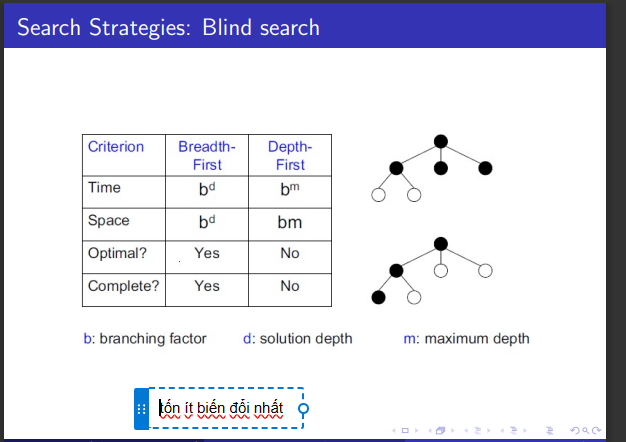 Search Strategies: Blind search
Criterion Breadth-First Depth-First
Time b^d b^m
Space b^d bm
Optimal? Yes No
Complete? Yes No
b: branching factor d: solution depth m: maximum depth
tốn ít biến đổi nhất